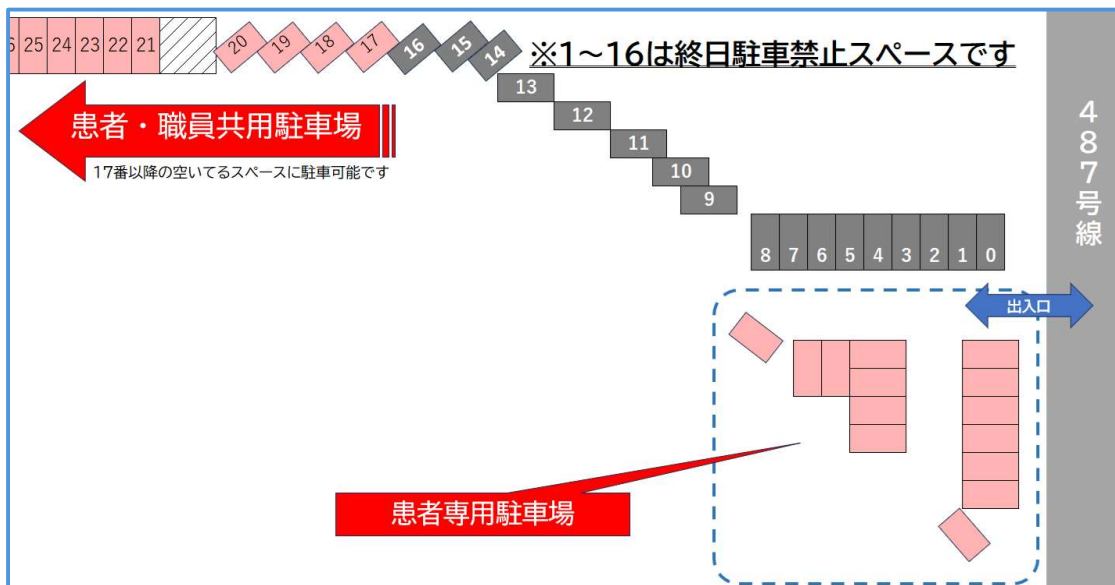 25 24 23 22 21
20 19 18 17 16 15 14
※1～16は終日駐車禁止スペースです
13
12
11
10
9
患者・職員共用駐車場
17番以降の空いてるスペースに駐車可能です
487号線
8 7 6 5 4 3 2 1 0
出入口
患者専用駐車場